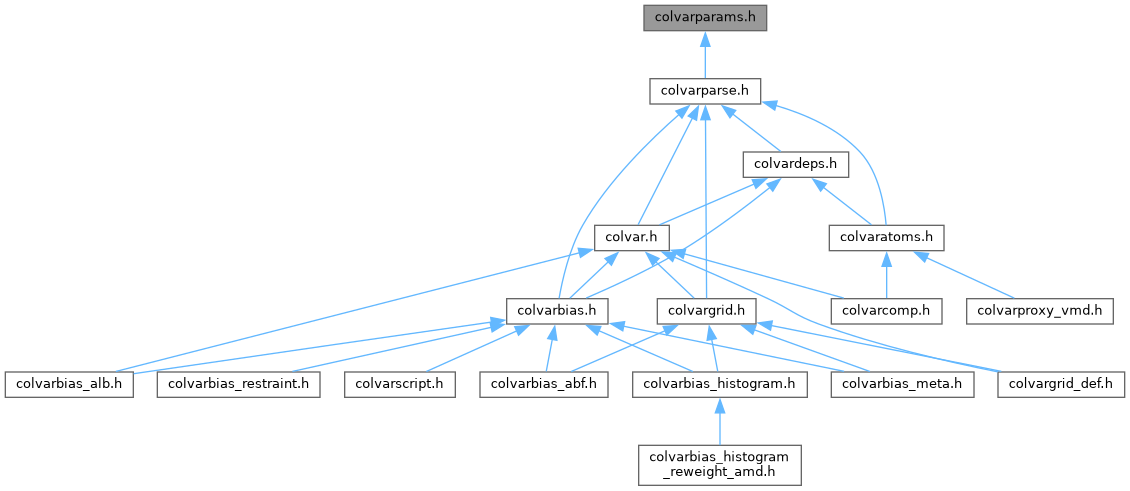 colvarparams.h
colvarparse.h
colvardeps.h
colvar.h
colvaratoms.h
colvarbias.h
colvargrid.h
colvarcomp.h
colvarproxy_vmd.h
colvarbias_alb.h
colvarbias_restraint.h
colvarscript.h
colvarbias_abf.h
colvarbias_histogram.h
colvarbias_meta.h
colvargrid_def.h
colvarbias_histogram
_reweight_amd.h